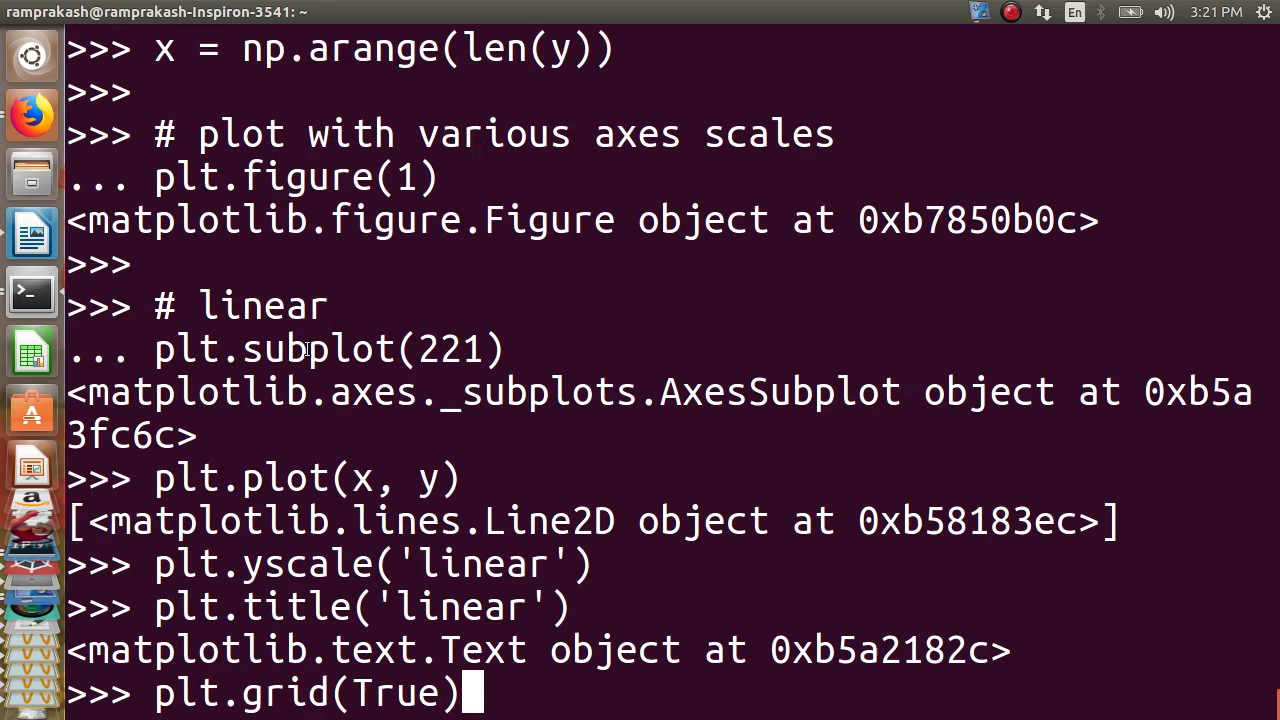 ramprakash@ramprakash-Inspiron-3541: ~
En
3:21 PM
>>> x = np.arange(len(y))
>>>
>>> # plot with various axes scales
... plt.figure(1)
<matplotlib.figure.Figure object at 0xb7850b0c>
>>>
>>> # linear
... plt.subplot(221)
<matplotlib.axes._subplots.AxesSubplot object at 0xb5a
3fc6c>
>>> plt.plot(x, y)
[<matplotlib.lines.Line2D object at 0xb58183ec>]
>>> plt.yscale('linear')
>>> plt.title('linear')
<matplotlib.text.Text object at 0xb5a2182c>
>>> plt.grid(True)